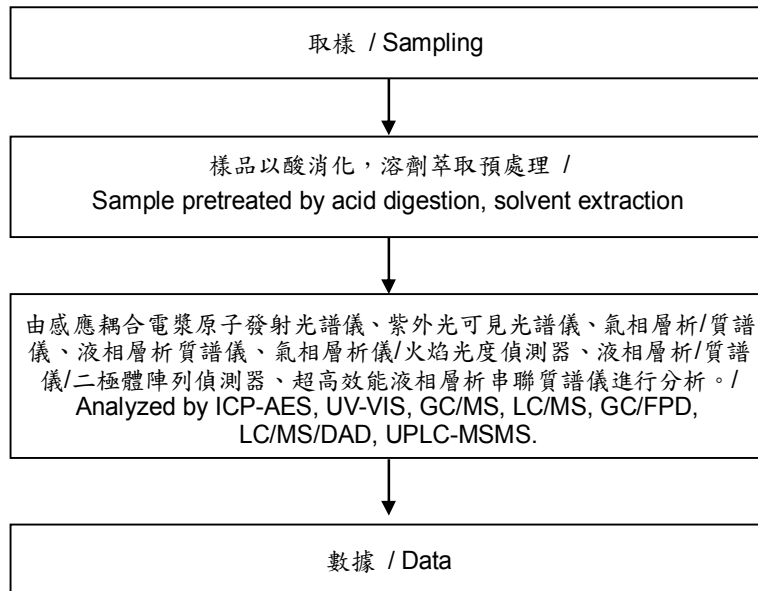 取樣 / Sampling
樣品以酸消化，溶劑萃取預處理 /
Sample pretreated by acid digestion, solvent extraction
由感應耦合電漿原子發射光譜儀、紫外光可見光譜儀、氣相層析/質譜
儀、液相層析質譜儀、氣相層析儀/火焰光度偵測器、液相層析/質譜
儀/二極體陣列偵測器、超高效能液相層析串聯質譜儀進行分析。/
Analyzed by ICP-AES, UV-VIS, GC/MS, LC/MS, GC/FPD,
LC/MS/DAD, UPLC-MSMS.
數據 / Data